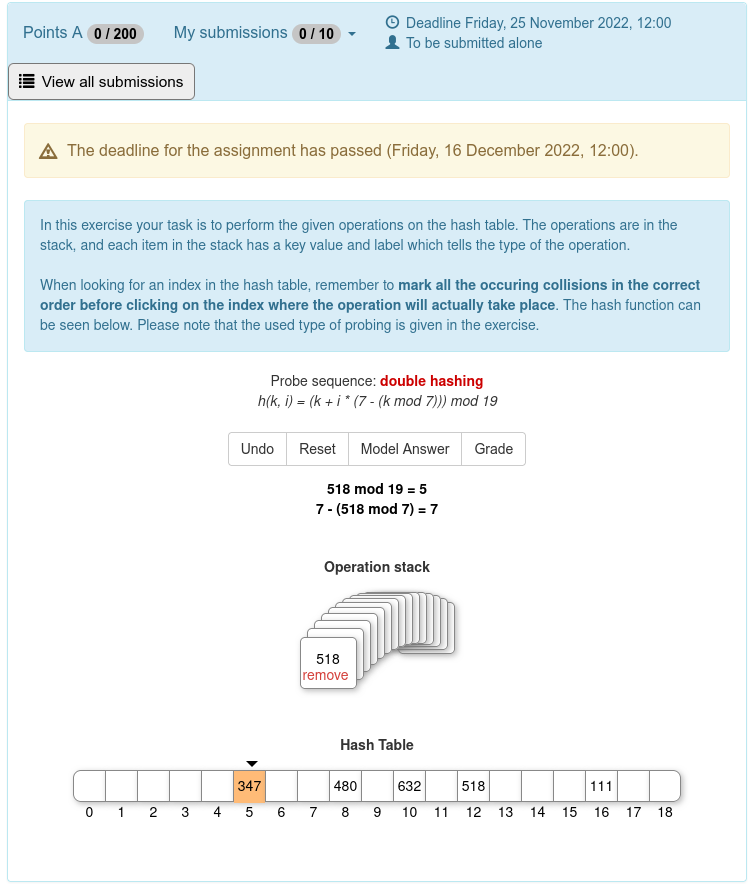 Points A 0 / 200 My submissions 0 / 10
Deadline Friday, 25 November 2022, 12:00
To be submitted alone
View all submissions
The deadline for the assignment has passed (Friday, 16 December 2022, 12:00).
In this exercise your task is to perform the given operations on the hash table. The operations are in the
stack, and each item in the stack has a key value and label which tells the type of the operation.
When looking for an index in the hash table, remember to mark all the occuring collisions in the correct
order before clicking on the index where the operation will actually take place. The hash function can
be seen below. Please note that the used type of probing is given in the exercise.
Probe sequence: double hashing
h(k, i) = (k + i * (7 - (k mod 7))) mod 19
Undo Reset Model Answer Grade
518 mod 19 = 5
7 - (518 mod 7) = 7
Operation stack
518
remove
Hash Table
347 480 632 518 111
0 1 2 3 4 5 6 7 8 9 10 11 12 13 14 15 16 17 18